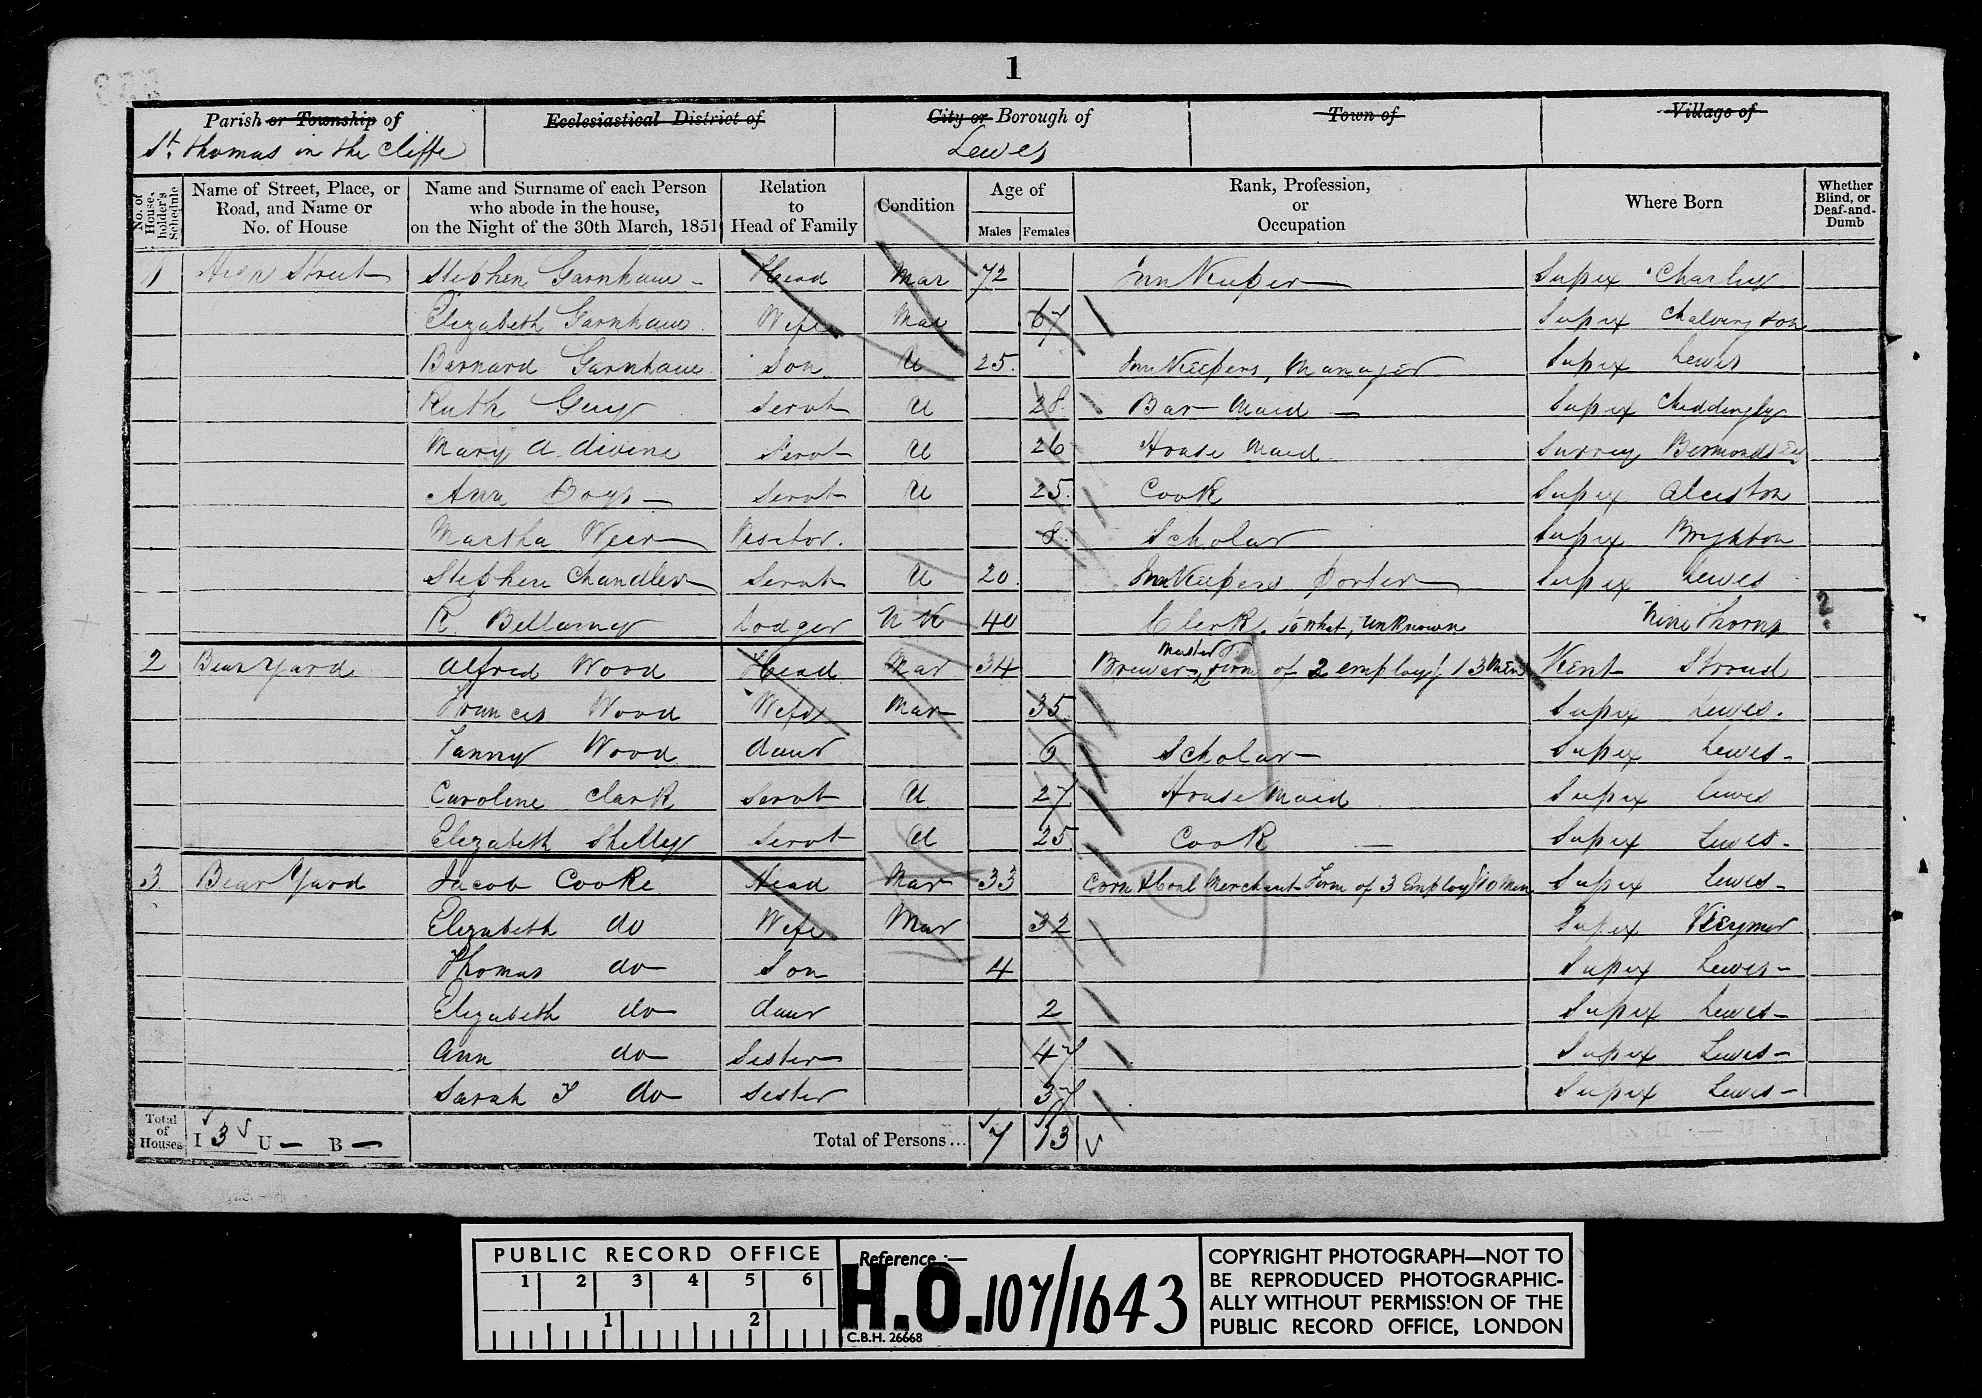 1
Parish or Township of Ecclesiastical District of City or Borough of Town of Village of
St. Thomas in the Cliffe Lewes
No. of House-holder's Schedule Name of Street, Place, or Road, and Name or No. of House Name and Surname of each Person who abode in the house, on the Night of the 30th March, 1851 Relation to Head of Family Condition Age of Males Females Rank, Profession, or Occupation Where Born Whether Blind, or Deaf-and-Dumb
1 High Street Stephen Garnham Head Mar 72 Inn Keeper Sussex Chailey
Elizabeth Garnham Wife Mar 67 Sussex Chalvington
Bernard Garnham Son U 25 Inn Keepers, Manager Sussex Lewes
Ruth Guy Servt U 28 Bar Maid Sussex Chiddingly
Mary A divine Servt U 26 House Maid Surrey
Ann Boys Servt U 25 Cook Sussex Alciston
Martha Weir Visitor 8 Scholar Sussex Brighton
Stephen Chandler Servt U 20 Inn Keepers Porter Sussex Lewes
R. Bellamy Lodger N K 40 Clerk, to what, unknown ?
2 Bear Yard Alfred Wood Head Mar 34 Brewer Master firm of 2 employg 13 Men Kent Stroud
Frances Wood Wife Mar 35 Sussex Lewes.
Fanny Wood daur 6 Scholar Sussex Lewes
Caroline Clark Servt U 27 House Maid Sussex Lewes
Elizabeth Shelley Servt U 25 Cook Sussex Lewes.
3 Bear Yard Jacob Cooke Head Mar 33 Corn & Coal Merchant Firm of 3 Employg 10 Men Sussex Lewes
Elizabeth do Wife Mar 32 Sussex Keymer
Thomas do Son 4 Sussex Lewes
Elizabeth do daur 2 Sussex Lewes
Ann do Sister 47 Sussex Lewes
Sarah do Sister 37 Sussex Lewes
Total of Houses I 3 U — B — Total of Persons... 7 13
PUBLIC RECORD OFFICE
1 2 3 4 5 6
1 2
Reference :—
H.O. 107/1643
C.B.H. 26668
COPYRIGHT PHOTOGRAPH—NOT TO
BE REPRODUCED PHOTOGRAPHIC-
ALLY WITHOUT PERMISSION OF THE
PUBLIC RECORD OFFICE, LONDON